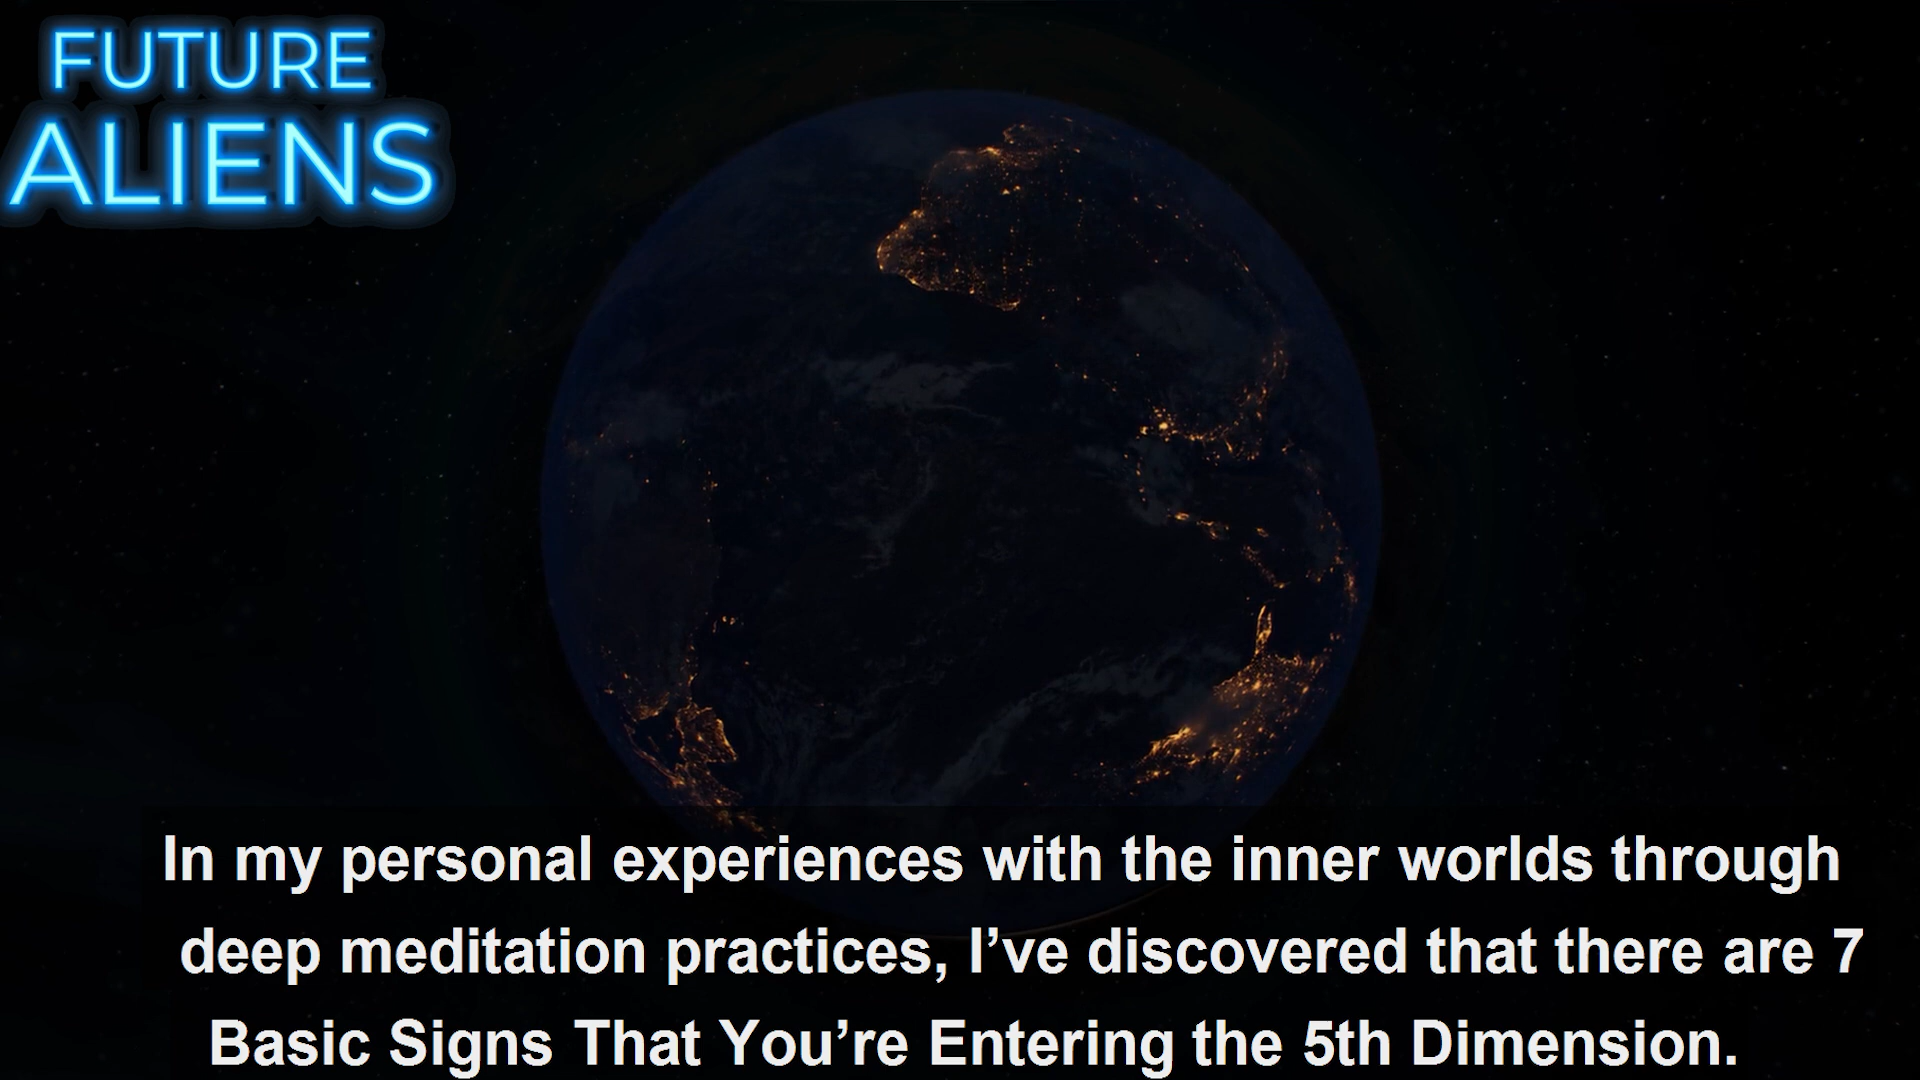 FUTURE
ALIENS
In my personal experiences with the inner worlds through
deep meditation practices, I’ve discovered that there are 7
Basic Signs That You’re Entering the 5th Dimension.